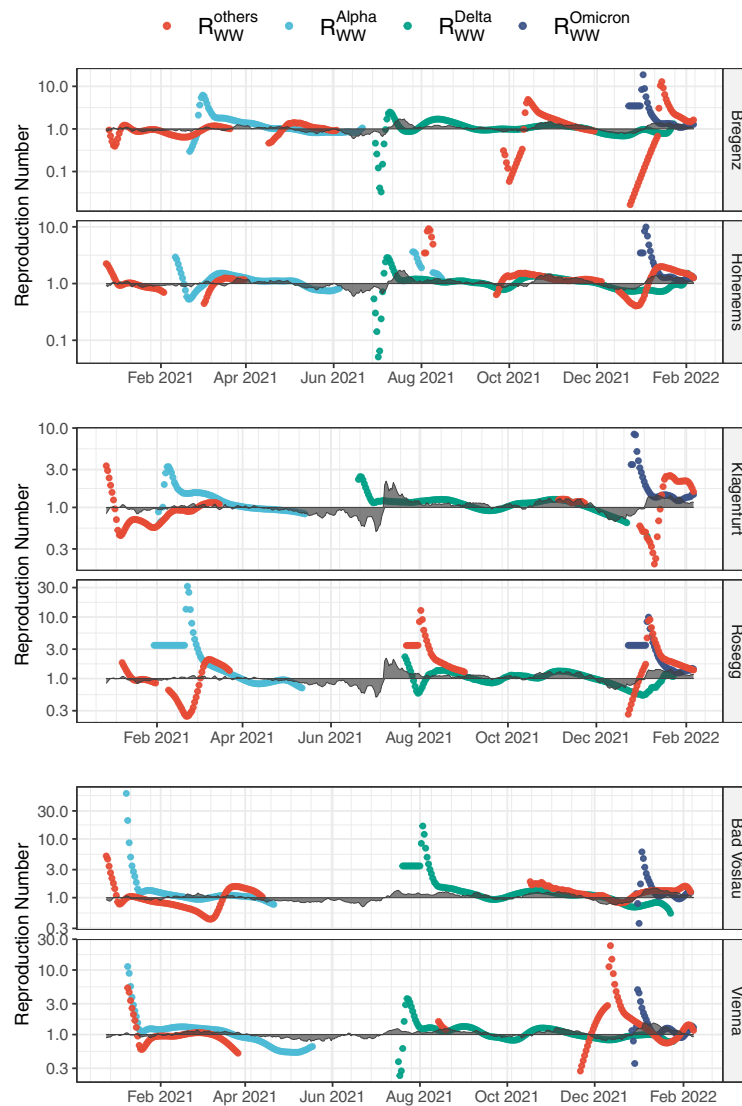 R_WW^others R_WW^Alpha R_WW^Delta R_WW^Omicron
Reproduction Number
10.0
1.0
0.1
Bregenz
10.0
1.0
0.1
Hohenems
Feb 2021 Apr 2021 Jun 2021 Aug 2021 Oct 2021 Dec 2021 Feb 2022
Reproduction Number
10.0
3.0
1.0
0.3
Klagenfurt
30.0
10.0
3.0
1.0
0.3
Rosegg
Feb 2021 Apr 2021 Jun 2021 Aug 2021 Oct 2021 Dec 2021 Feb 2022
Reproduction Number
30.0
10.0
3.0
1.0
0.3
Bad Voslau
30.0
10.0
3.0
1.0
0.3
Vienna
Feb 2021 Apr 2021 Jun 2021 Aug 2021 Oct 2021 Dec 2021 Feb 2022